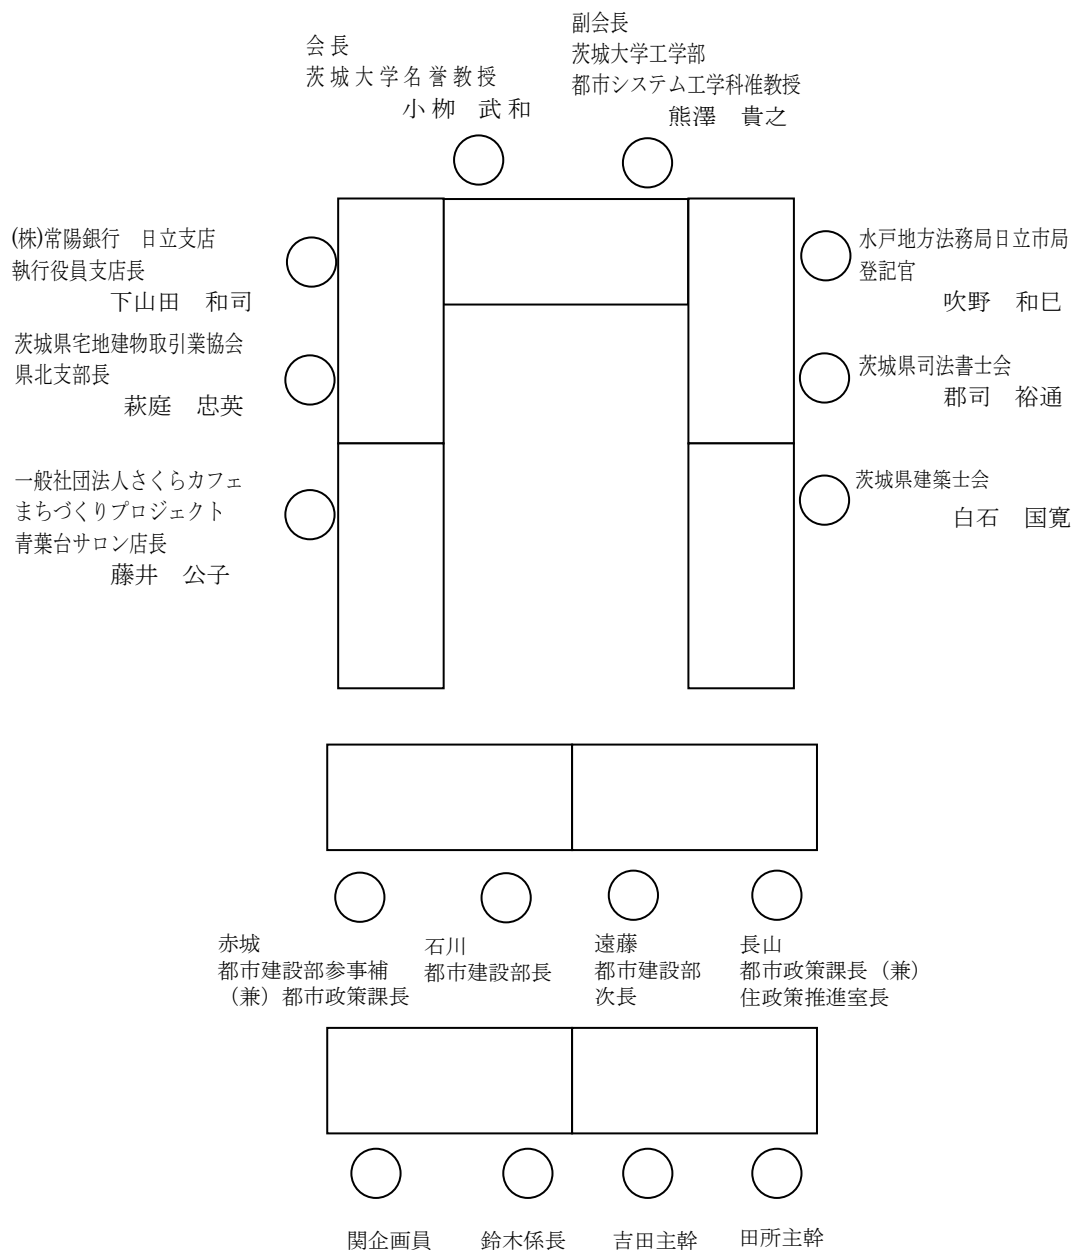 会長
茨城大学名誉教授
小栁　武和
副会長
茨城大学工学部
都市システム工学科准教授
熊澤　貴之
(株)常陽銀行　日立支店
執行役員支店長
下山田　和司
茨城県宅地建物取引業協会
県北支部長
萩庭　忠英
一般社団法人さくらカフェ
まちづくりプロジェクト
青葉台サロン店長
藤井　公子
水戸地方法務局日立市局
登記官
吹野　和巳
茨城県司法書士会
郡司　裕通
茨城県建築士会
白石　国寛
赤城
都市建設部参事補
（兼）都市政策課長
石川
都市建設部長
遠藤
都市建設部
次長
長山
都市政策課長（兼）
住政策推進室長
関企画員
鈴木係長
吉田主幹
田所主幹